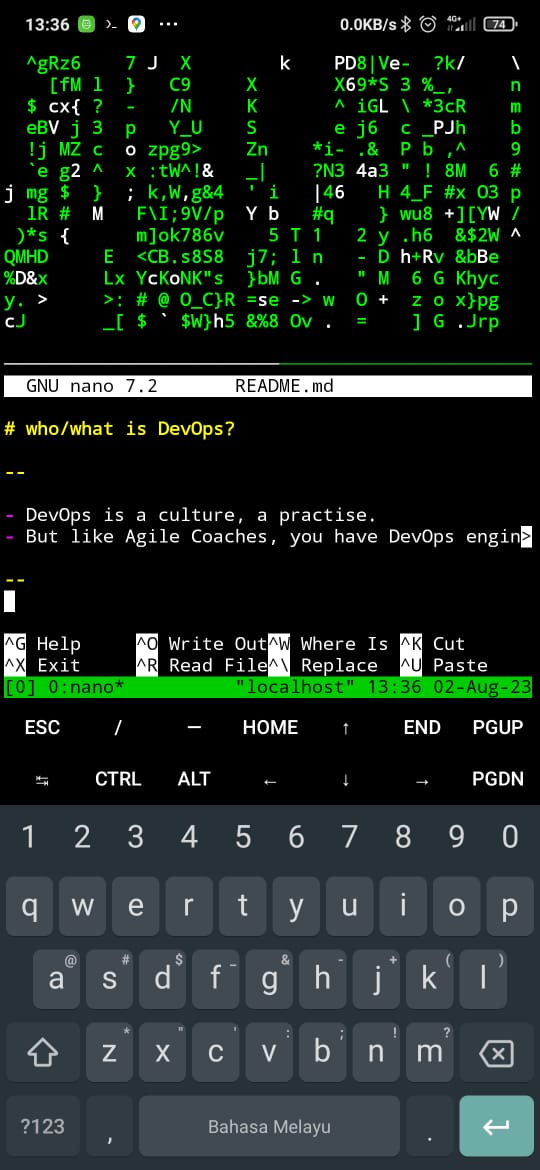 13:36 >_ ... 0.0KB/s 4G+ 74
^gRz6 7 J X k PD8|Ve- ?k/ \
[fM l } C9 X X69*S 3 %_, n
$ cx{ ? - /N K ^ iGL \ *3cR m
eBV j 3 p Y_U S e j6 c _PJh b
!j MZ c o zpg9> Zn *i- .& P b ,^ 9
`e g2 ^ x :tW^!& _| ?N3 4a3 " ! 8M 6 #
j mg $ } ; k,W,g&4 ' i |46 H 4_F #x O3 p
lR # M F\I;9V/p Y b #q } wu8 +][YW /
)*s { m]ok786v 5 T 1 2 y .h6 &$2W ^
QMHD E <CB.s8S8 j7; l n - D h+Rv &bBe
%D&x Lx YcKoNK"s }bM G . " M 6 G Khyc
y. > >: # @ O_C}R =se -> w O + z o x}pg
cJ _[ $ ` $W}h5 &%8 Ov . = ] G .Jrp
GNU nano 7.2 README.md
# who/what is DevOps?
--
- DevOps is a culture, a practise.
- But like Agile Coaches, you have DevOps engin>
--
^G Help ^O Write Out ^W Where Is ^K Cut
^X Exit ^R Read File ^\ Replace ^U Paste
[0] 0:nano* "localhost" 13:36 02-Aug-23
ESC / — HOME ↑ END PGUP
↹ CTRL ALT ← ↓ → PGDN
1 2 3 4 5 6 7 8 9 0
q w e r t y u i o p
@ # $ _ & - + ( )
a s d f g h j k l
* " ' : ; ! ?
z x c v b n m
?123 , Bahasa Melayu .